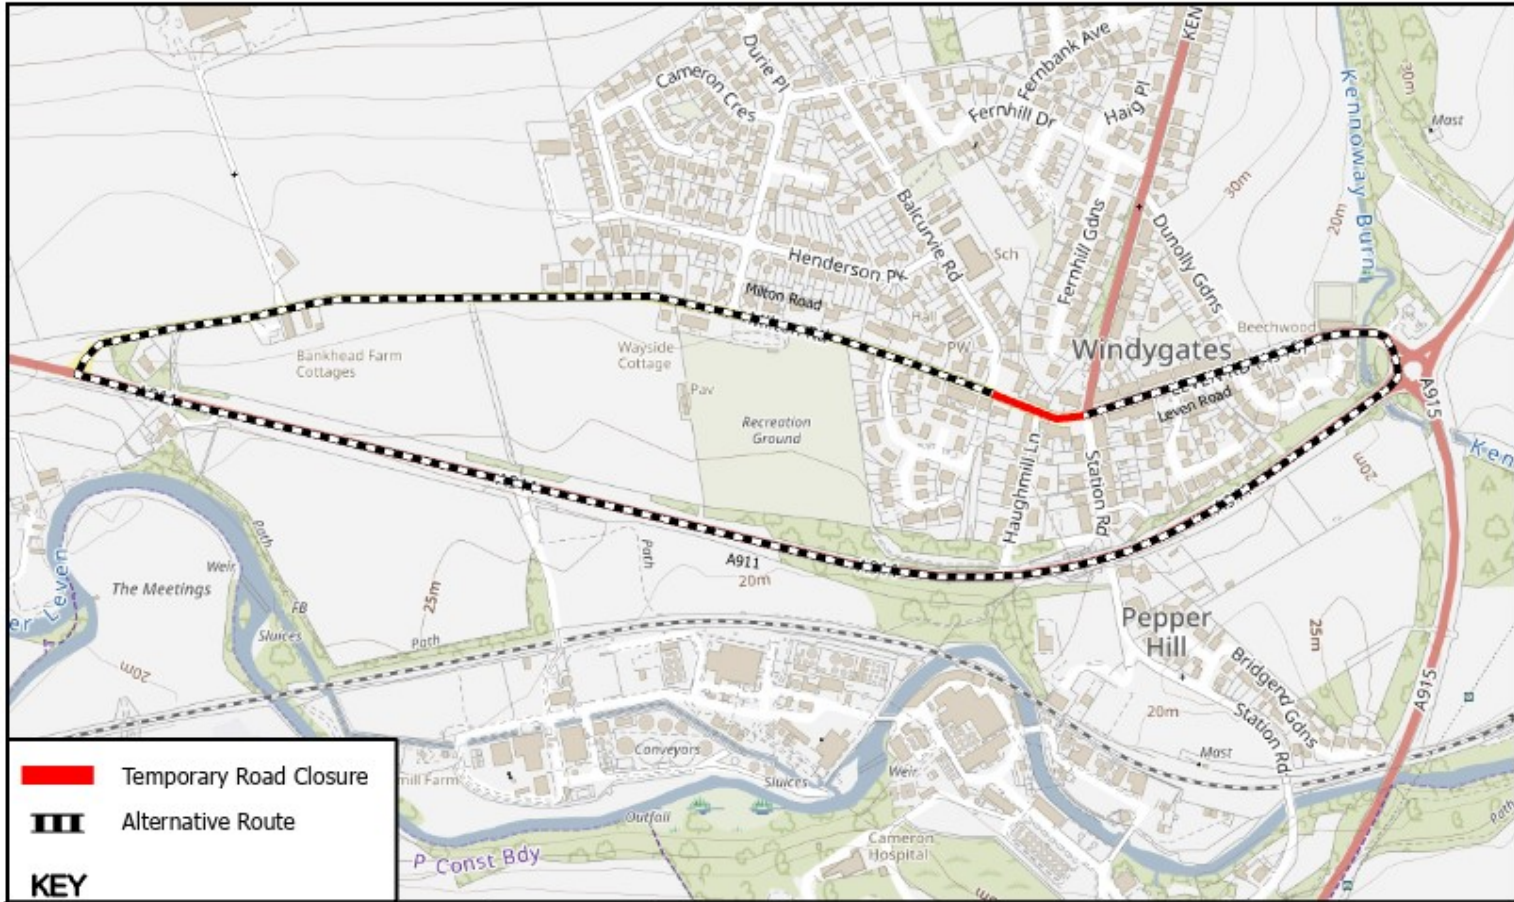 KEN
Durie Pl
Cameron Cres
Fernbank Ave
Haig Pl
Fernhill Dr
30m
Mast
Kennoway Burn
30m
20m
Balcurvie Rd
Fernhill Gdns
Dunolly Gdns
Sch
Henderson Pk
Milton Road
Hall
PW
Beechwood
Windygates
Bankhead Farm
Cottages
Wayside
Cottage
Pav
Leven Road
A915
Recreation
Ground
Haughmill Ln
Station Rd
20m
Ken
Path
Path
A911
20m
Weir
The Meetings
er Leven
25m
FB
Sluices
Path
20m
Pepper
Hill
25m
Bridgend Gdns
A915
20m
Station Rd
Mast
Conveyors
Sluices
Weir
mill Farm
Outfall
Cameron
Hospital
Path
P Const Bdy
Temporary Road Closure
Alternative Route
KEY